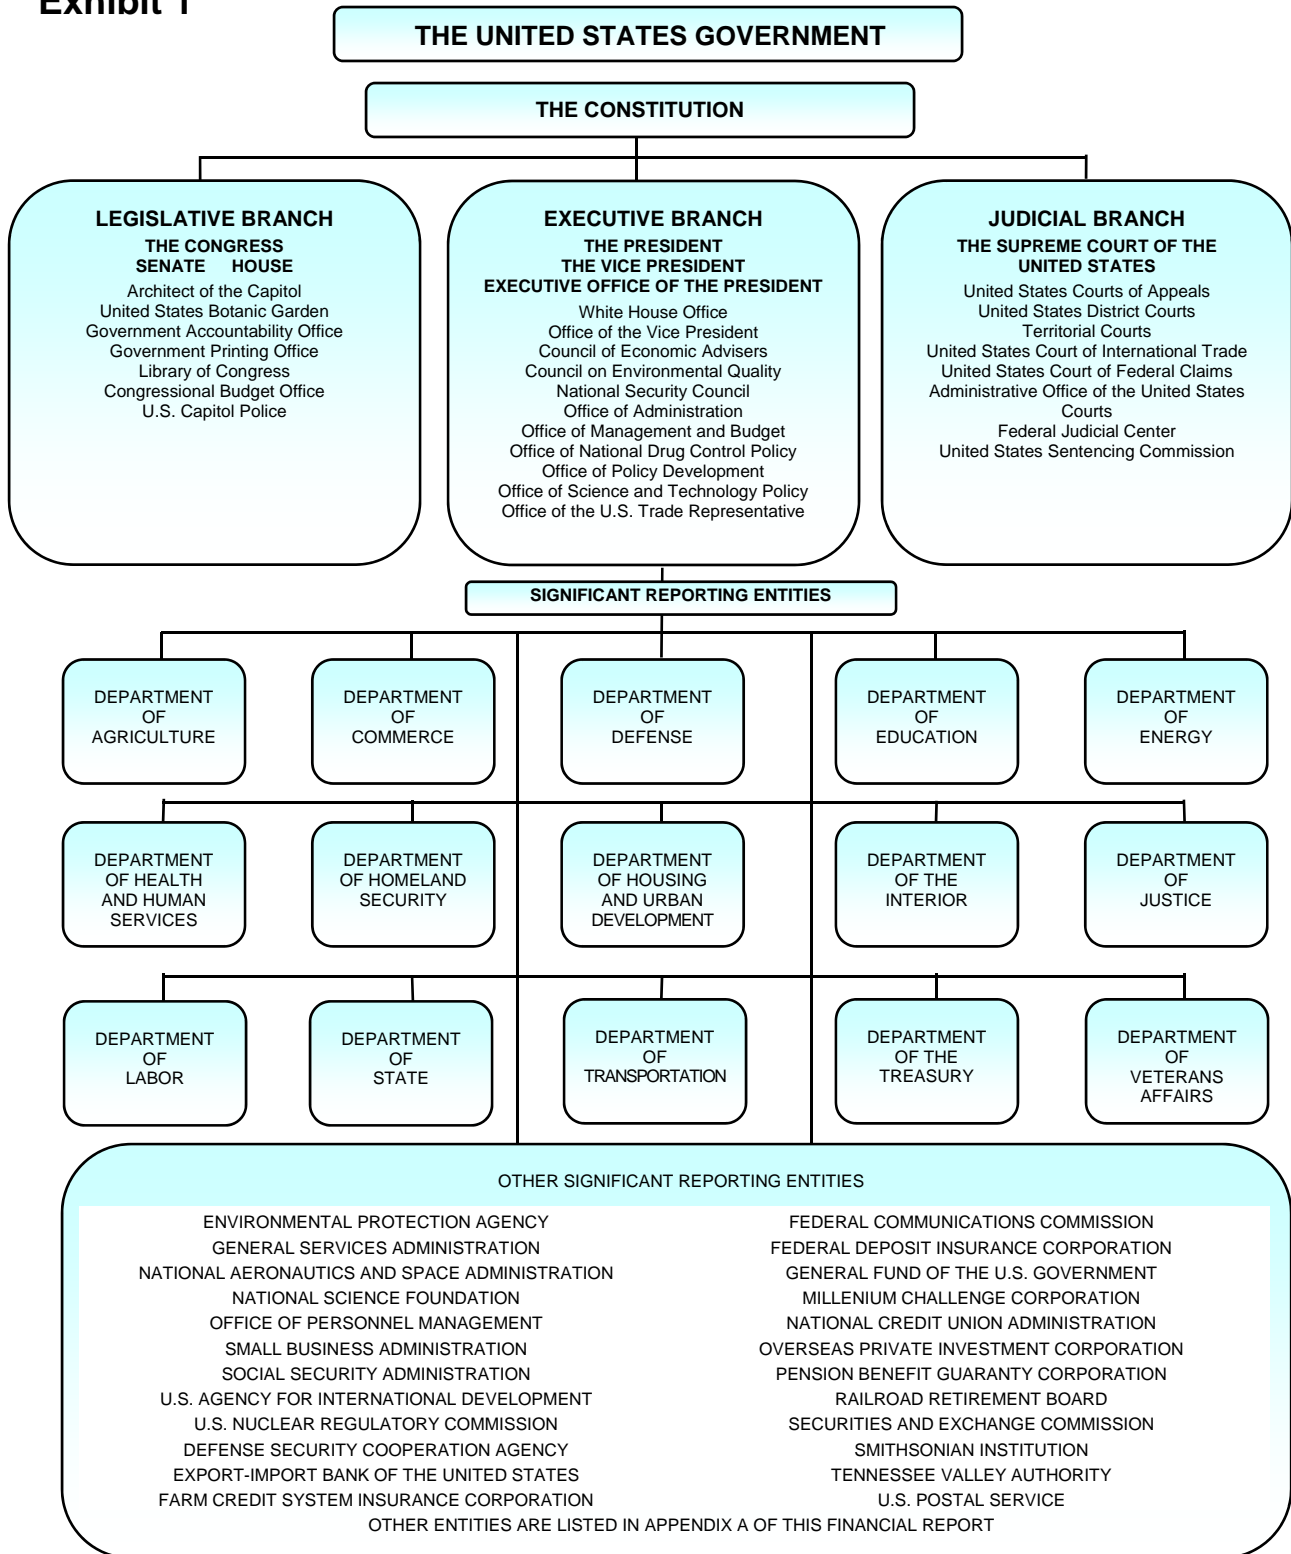 Exhibit 1
THE UNITED STATES GOVERNMENT
THE CONSTITUTION
LEGISLATIVE BRANCH
THE CONGRESS
SENATE HOUSE
Architect of the Capitol
United States Botanic Garden
Government Accountability Office
Government Printing Office
Library of Congress
Congressional Budget Office
U.S. Capitol Police
EXECUTIVE BRANCH
THE PRESIDENT
THE VICE PRESIDENT
EXECUTIVE OFFICE OF THE PRESIDENT
White House Office
Office of the Vice President
Council of Economic Advisers
Council on Environmental Quality
National Security Council
Office of Administration
Office of Management and Budget
Office of National Drug Control Policy
Office of Policy Development
Office of Science and Technology Policy
Office of the U.S. Trade Representative
JUDICIAL BRANCH
THE SUPREME COURT OF THE
UNITED STATES
United States Courts of Appeals
United States District Courts
Territorial Courts
United States Court of International Trade
United States Court of Federal Claims
Administrative Office of the United States
Courts
Federal Judicial Center
United States Sentencing Commission
SIGNIFICANT REPORTING ENTITIES
DEPARTMENT
OF
AGRICULTURE
DEPARTMENT
OF
COMMERCE
DEPARTMENT
OF
DEFENSE
DEPARTMENT
OF
EDUCATION
DEPARTMENT
OF
ENERGY
DEPARTMENT
OF HEALTH
AND HUMAN
SERVICES
DEPARTMENT
OF HOMELAND
SECURITY
DEPARTMENT
OF HOUSING
AND URBAN
DEVELOPMENT
DEPARTMENT
OF THE
INTERIOR
DEPARTMENT
OF
JUSTICE
DEPARTMENT
OF
LABOR
DEPARTMENT
OF
STATE
DEPARTMENT
OF
TRANSPORTATION
DEPARTMENT
OF THE
TREASURY
DEPARTMENT
OF
VETERANS
AFFAIRS
OTHER SIGNIFICANT REPORTING ENTITIES
ENVIRONMENTAL PROTECTION AGENCY
GENERAL SERVICES ADMINISTRATION
NATIONAL AERONAUTICS AND SPACE ADMINISTRATION
NATIONAL SCIENCE FOUNDATION
OFFICE OF PERSONNEL MANAGEMENT
SMALL BUSINESS ADMINISTRATION
SOCIAL SECURITY ADMINISTRATION
U.S. AGENCY FOR INTERNATIONAL DEVELOPMENT
U.S. NUCLEAR REGULATORY COMMISSION
DEFENSE SECURITY COOPERATION AGENCY
EXPORT-IMPORT BANK OF THE UNITED STATES
FARM CREDIT SYSTEM INSURANCE CORPORATION
FEDERAL COMMUNICATIONS COMMISSION
FEDERAL DEPOSIT INSURANCE CORPORATION
GENERAL FUND OF THE U.S. GOVERNMENT
MILLENIUM CHALLENGE CORPORATION
NATIONAL CREDIT UNION ADMINISTRATION
OVERSEAS PRIVATE INVESTMENT CORPORATION
PENSION BENEFIT GUARANTY CORPORATION
RAILROAD RETIREMENT BOARD
SECURITIES AND EXCHANGE COMMISSION
SMITHSONIAN INSTITUTION
TENNESSEE VALLEY AUTHORITY
U.S. POSTAL SERVICE
OTHER ENTITIES ARE LISTED IN APPENDIX A OF THIS FINANCIAL REPORT